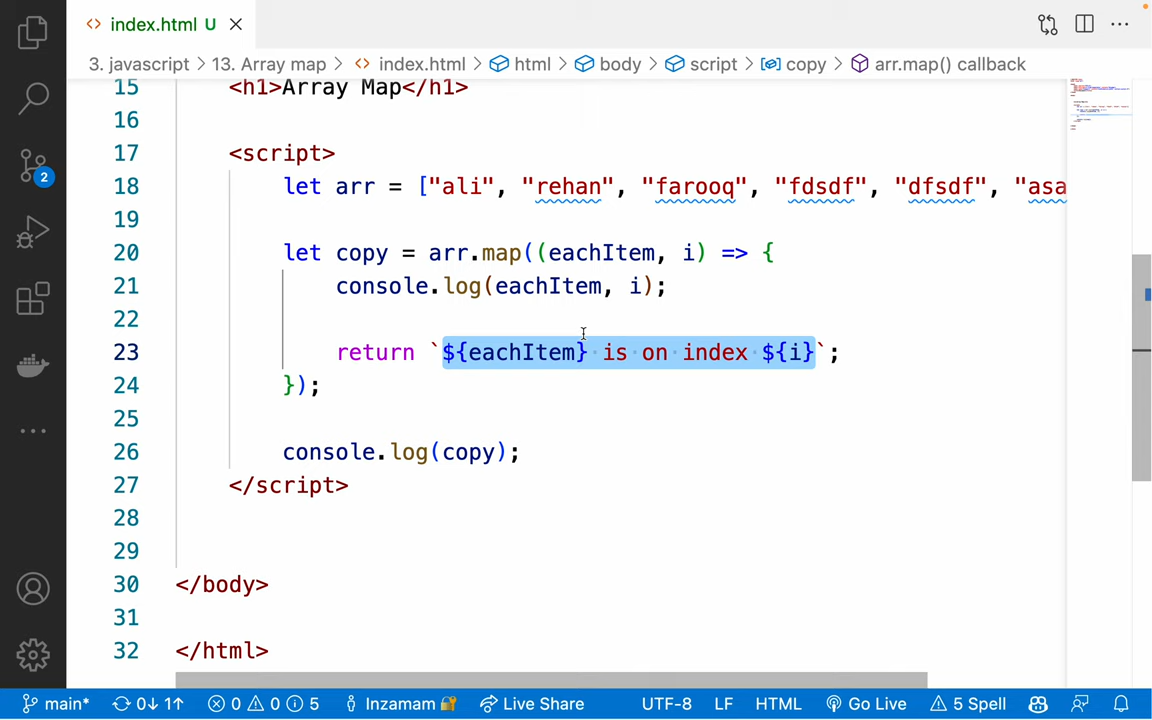 index.html U
3. javascript > 13. Array map > index.html > html > body > script > copy > arr.map() callback
15 <h1>Array Map</h1>
16
17 <script>
18 let arr = ["ali", "rehan", "farooq", "fdsdf", "dfsdf", "asa
19
20 let copy = arr.map((eachItem, i) => {
21 console.log(eachItem, i);
22
23 return `${eachItem} is on index ${i}`;
24 });
25
26 console.log(copy);
27 </script>
28
29
30 </body>
31
32 </html>
2
main* 0↓ 1↑ 0 0 5 Inzamam 🔐 Live Share UTF-8 LF HTML Go Live 5 Spell